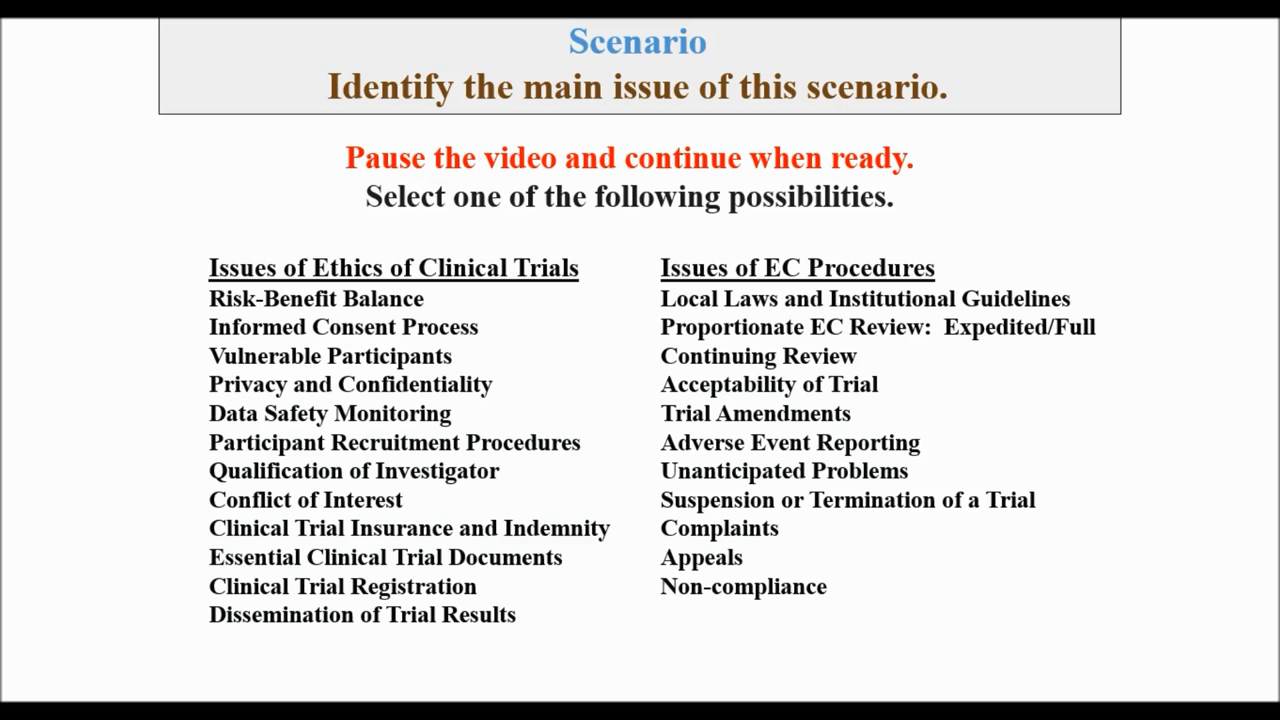 Scenario
Identify the main issue of this scenario.
Pause the video and continue when ready.
Select one of the following possibilities.
Issues of Ethics of Clinical Trials
Risk-Benefit Balance
Informed Consent Process
Vulnerable Participants
Privacy and Confidentiality
Data Safety Monitoring
Participant Recruitment Procedures
Qualification of Investigator
Conflict of Interest
Clinical Trial Insurance and Indemnity
Essential Clinical Trial Documents
Clinical Trial Registration
Dissemination of Trial Results
Issues of EC Procedures
Local Laws and Institutional Guidelines
Proportionate EC Review:  Expedited/Full
Continuing Review
Acceptability of Trial
Trial Amendments
Adverse Event Reporting
Unanticipated Problems
Suspension or Termination of a Trial
Complaints
Appeals
Non-compliance